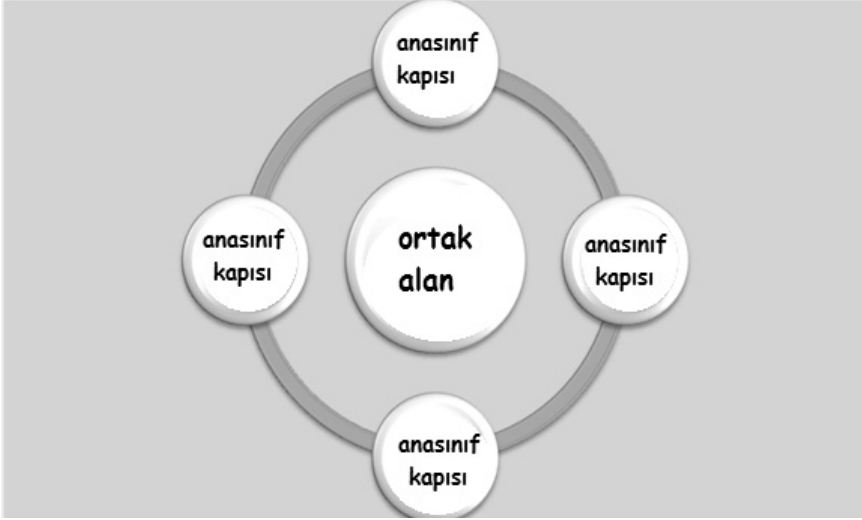 anasınıf
kapısı
anasınıf
kapısı
ortak
alan
anasınıf
kapısı
anasınıf
kapısı